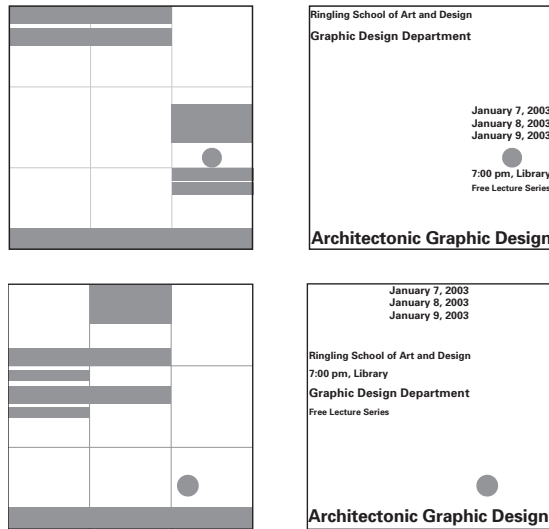 Ringling School of Art and Design
Graphic Design Department
January 7, 2003
January 8, 2003
January 9, 2003
7:00 pm, Library
Free Lecture Series
Architectonic Graphic Design
January 7, 2003
January 8, 2003
January 9, 2003
Ringling School of Art and Design
7:00 pm, Library
Graphic Design Department
Free Lecture Series
Architectonic Graphic Design